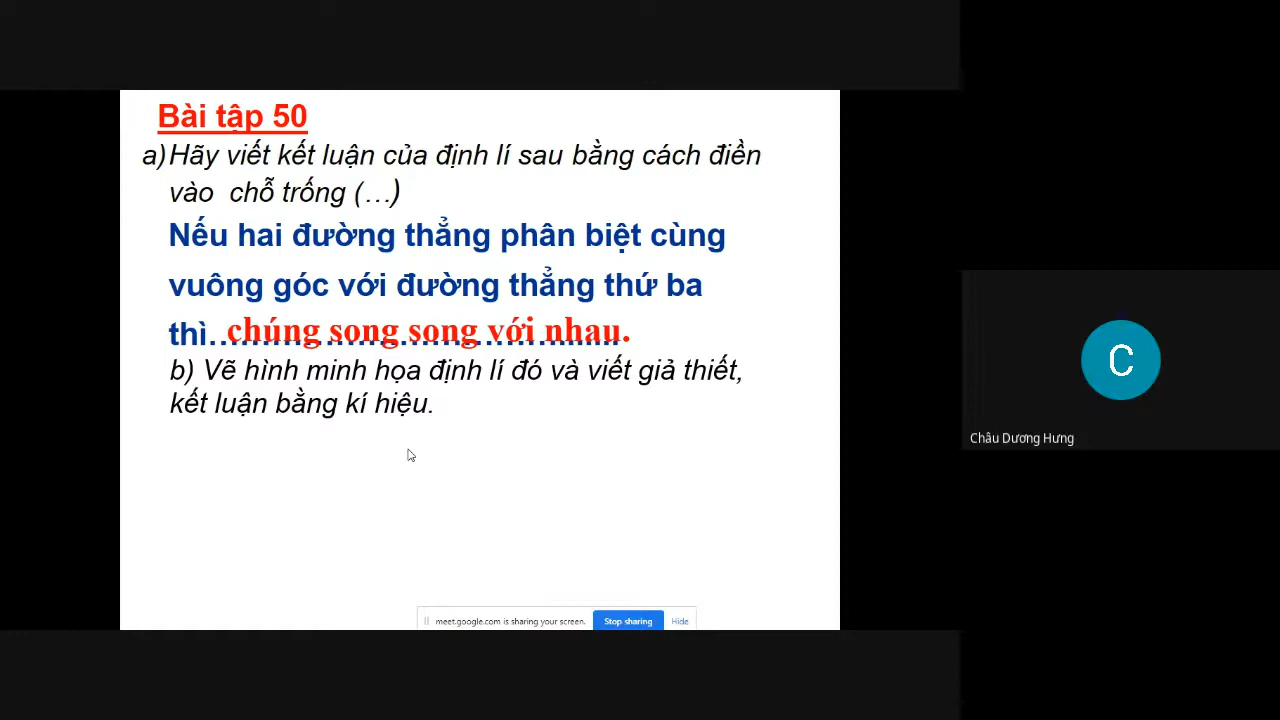 Bài tập 50
a)Hãy viết kết luận của định lí sau bằng cách điền
vào chỗ trống (…)
Nếu hai đường thẳng phân biệt cùng
vuông góc với đường thẳng thứ ba
thì………………………………........
chúng song song với nhau.
b) Vẽ hình minh họa định lí đó và viết giả thiết,
kết luận bằng kí hiệu.
C
Châu Dương Hưng
meet.google.com is sharing your screen. Stop sharing Hide